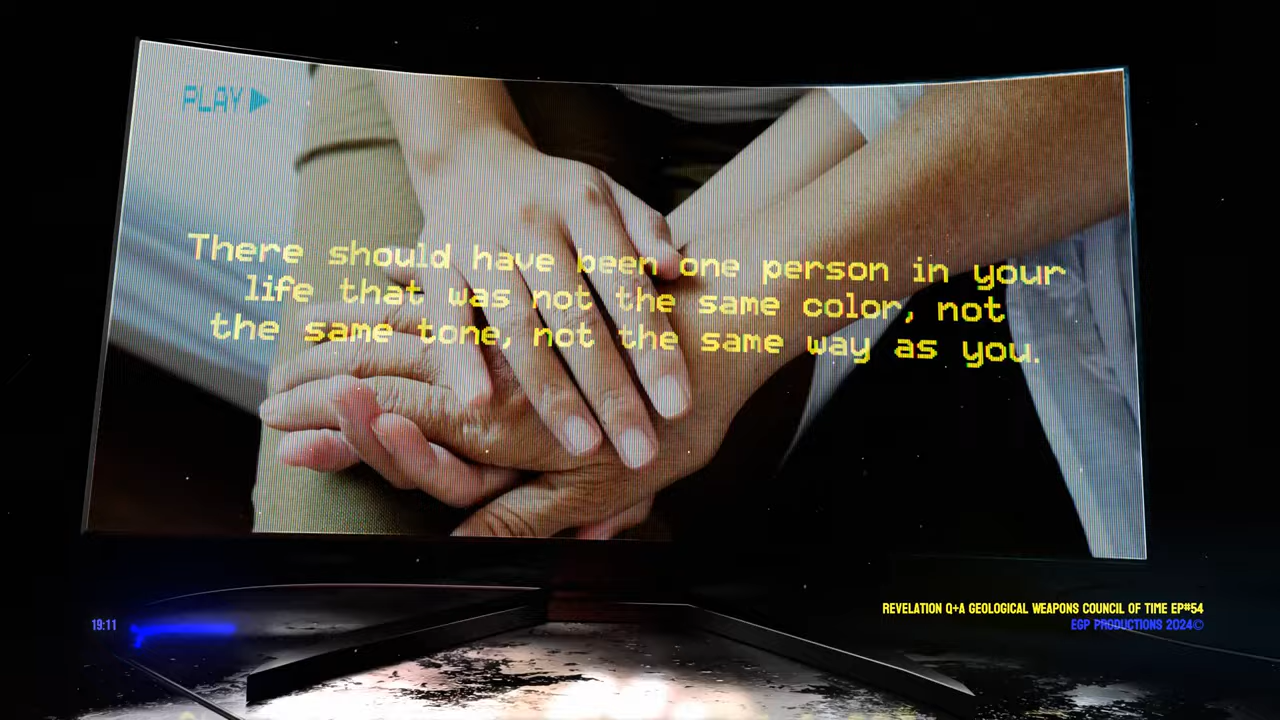 PLAY
There should have been one person in your
life that was not the same color, not
the same tone, not the same way as you.
19:11
REVELATION Q+A GEOLOGICAL WEAPONS COUNCIL OF TIME EP#54
EGP PRODUCTIONS 2024©